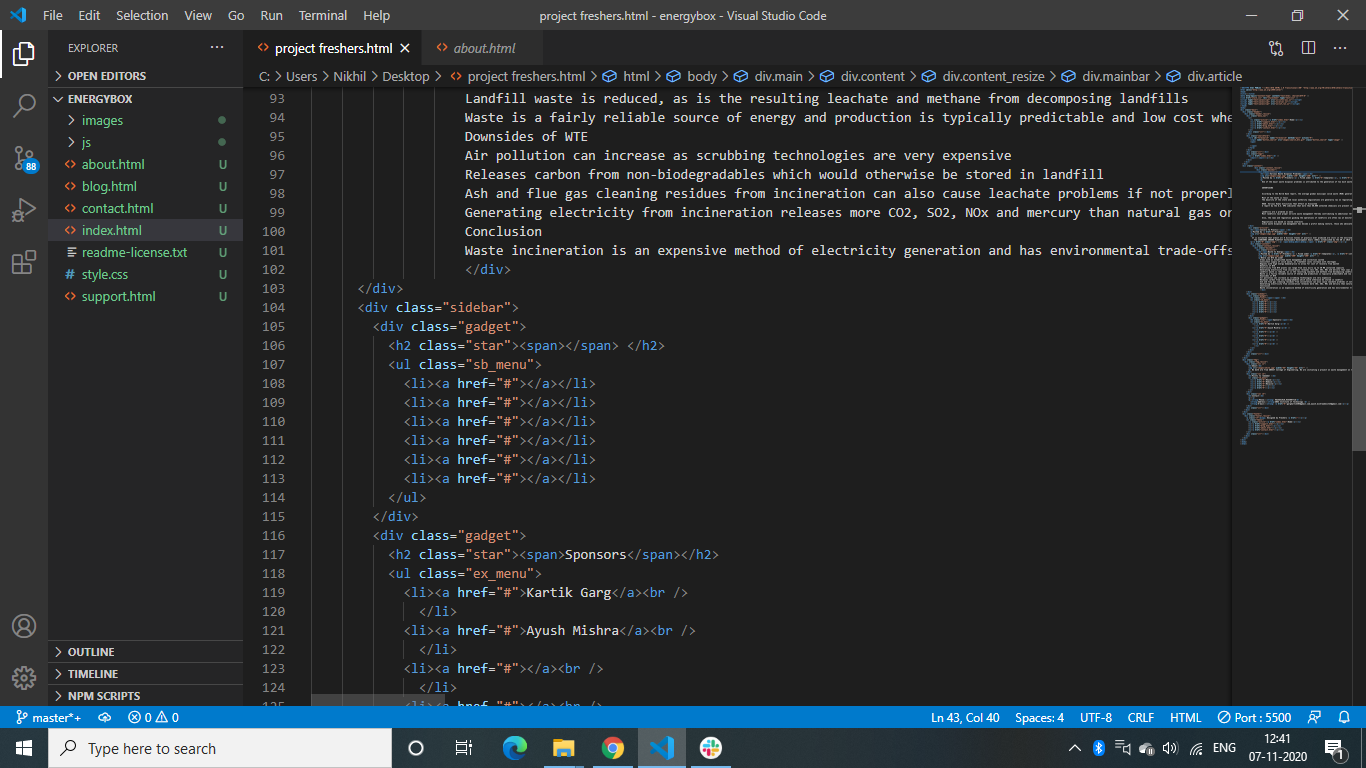 File Edit Selection View Go Run Terminal Help project freshers.html - energybox - Visual Studio Code
EXPLORER ··· project freshers.html about.html
OPEN EDITORS C: > Users > Nikhil > Desktop > project freshers.html > html > body > div.main > div.content > div.content_resize > div.mainbar > div.article
ENERGYBOX
images
js
about.html U
blog.html U
contact.html U
index.html U
readme-license.txt U
style.css U
support.html U
88
93 Landfill waste is reduced, as is the resulting leachate and methane from decomposing landfills
94 Waste is a fairly reliable source of energy and production is typically predictable and low cost whe
95 Downsides of WTE
96 Air pollution can increase as scrubbing technologies are very expensive
97 Releases carbon from non-biodegradables which would otherwise be stored in landfill
98 Ash and flue gas cleaning residues from incineration can also cause leachate problems if not properl
99 Generating electricity from incineration releases more CO2, SO2, NOx and mercury than natural gas or
100 Conclusion
101 Waste incineration is an expensive method of electricity generation and has environmental trade-offs
102 </div>
103 </div>
104 <div class="sidebar">
105 <div class="gadget">
106 <h2 class="star"><span></span> </h2>
107 <ul class="sb_menu">
108 <li><a href="#"></a></li>
109 <li><a href="#"></a></li>
110 <li><a href="#"></a></li>
111 <li><a href="#"></a></li>
112 <li><a href="#"></a></li>
113 <li><a href="#"></a></li>
114 </ul>
115 </div>
116 <div class="gadget">
117 <h2 class="star"><span>Sponsors</span></h2>
118 <ul class="ex_menu">
119 <li><a href="#">Kartik Garg</a><br />
120 </li>
121 <li><a href="#">Ayush Mishra</a><br />
122 </li>
123 <li><a href="#"></a><br />
124 </li>
125 <li><a href="#"></a><br />
OUTLINE
TIMELINE
NPM SCRIPTS
master*+ 0 0 Ln 43, Col 40 Spaces: 4 UTF-8 CRLF HTML Port : 5500
Type here to search ENG 12:41
07-11-2020 1